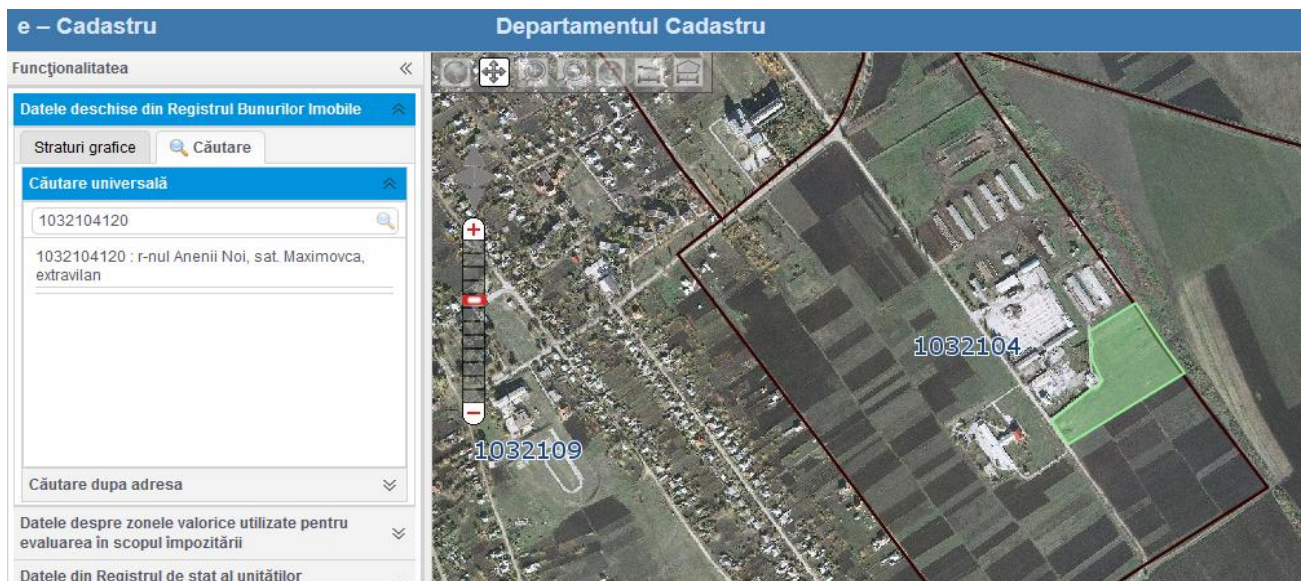 e – Cadastru
Departamentul Cadastru
Funcţionalitatea
Datele deschise din Registrul Bunurilor Imobile
Straturi grafice
Căutare
Căutare universală
1032104120
1032104120 : r-nul Anenii Noi, sat. Maximovca,
extravilan
Căutare dupa adresa
Datele despre zonele valorice utilizate pentru
evaluarea în scopul impozitării
Datele din Registrul de stat al unităţilor
1032104
1032109